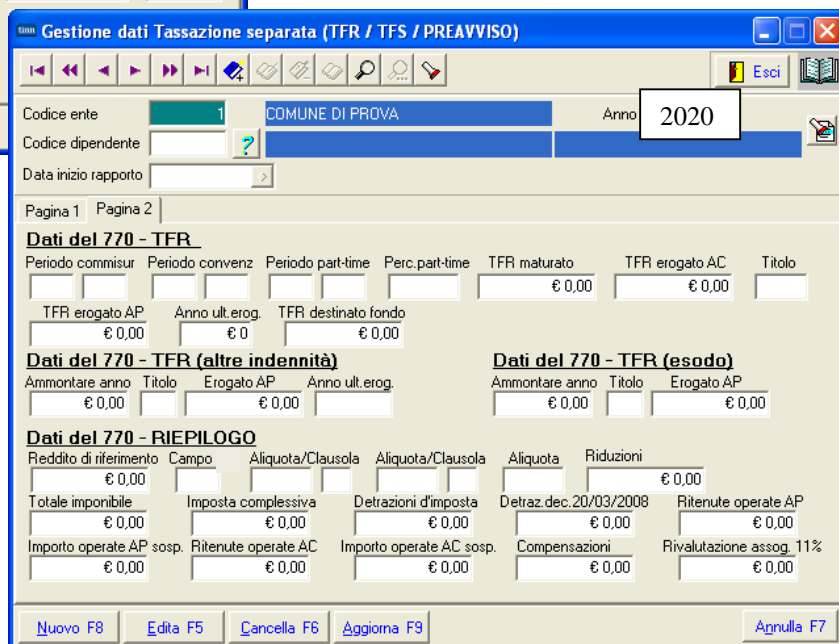 tinn Gestione dati Tassazione separata (TFR / TFS / PREAVVISO)
Esci
Codice ente 1 COMUNE DI PROVA Anno 2020
Codice dipendente ?
Data inizio rapporto >
Pagina 1 Pagina 2
Dati del 770 - TFR
Periodo commisur Periodo convenz Periodo part-time Perc.part-time TFR maturato TFR erogato AC Titolo
€ 0,00 € 0,00
TFR erogato AP Anno ult.erog. TFR destinato fondo
€ 0,00 € 0 € 0,00
Dati del 770 - TFR (altre indennità) Dati del 770 - TFR (esodo)
Ammontare anno Titolo Erogato AP Anno ult.erog. Ammontare anno Titolo Erogato AP
€ 0,00 € 0,00 € 0,00 € 0,00
Dati del 770 - RIEPILOGO
Reddito di riferimento Campo Aliquota/Clausola Aliquota/Clausola Aliquota Riduzioni
€ 0,00 € 0,00
Totale imponibile Imposta complessiva Detrazioni d'imposta Detraz.dec.20/03/2008 Ritenute operate AP
€ 0,00 € 0,00 € 0,00 € 0,00 € 0,00
Importo operate AP sosp. Ritenute operate AC Importo operate AC sosp. Compensazioni Rivalutazione assog. 11%
€ 0,00 € 0,00 € 0,00 € 0,00 € 0,00
Nuovo F8 Edita F5 Cancella F6 Aggiorna F9 Annulla F7